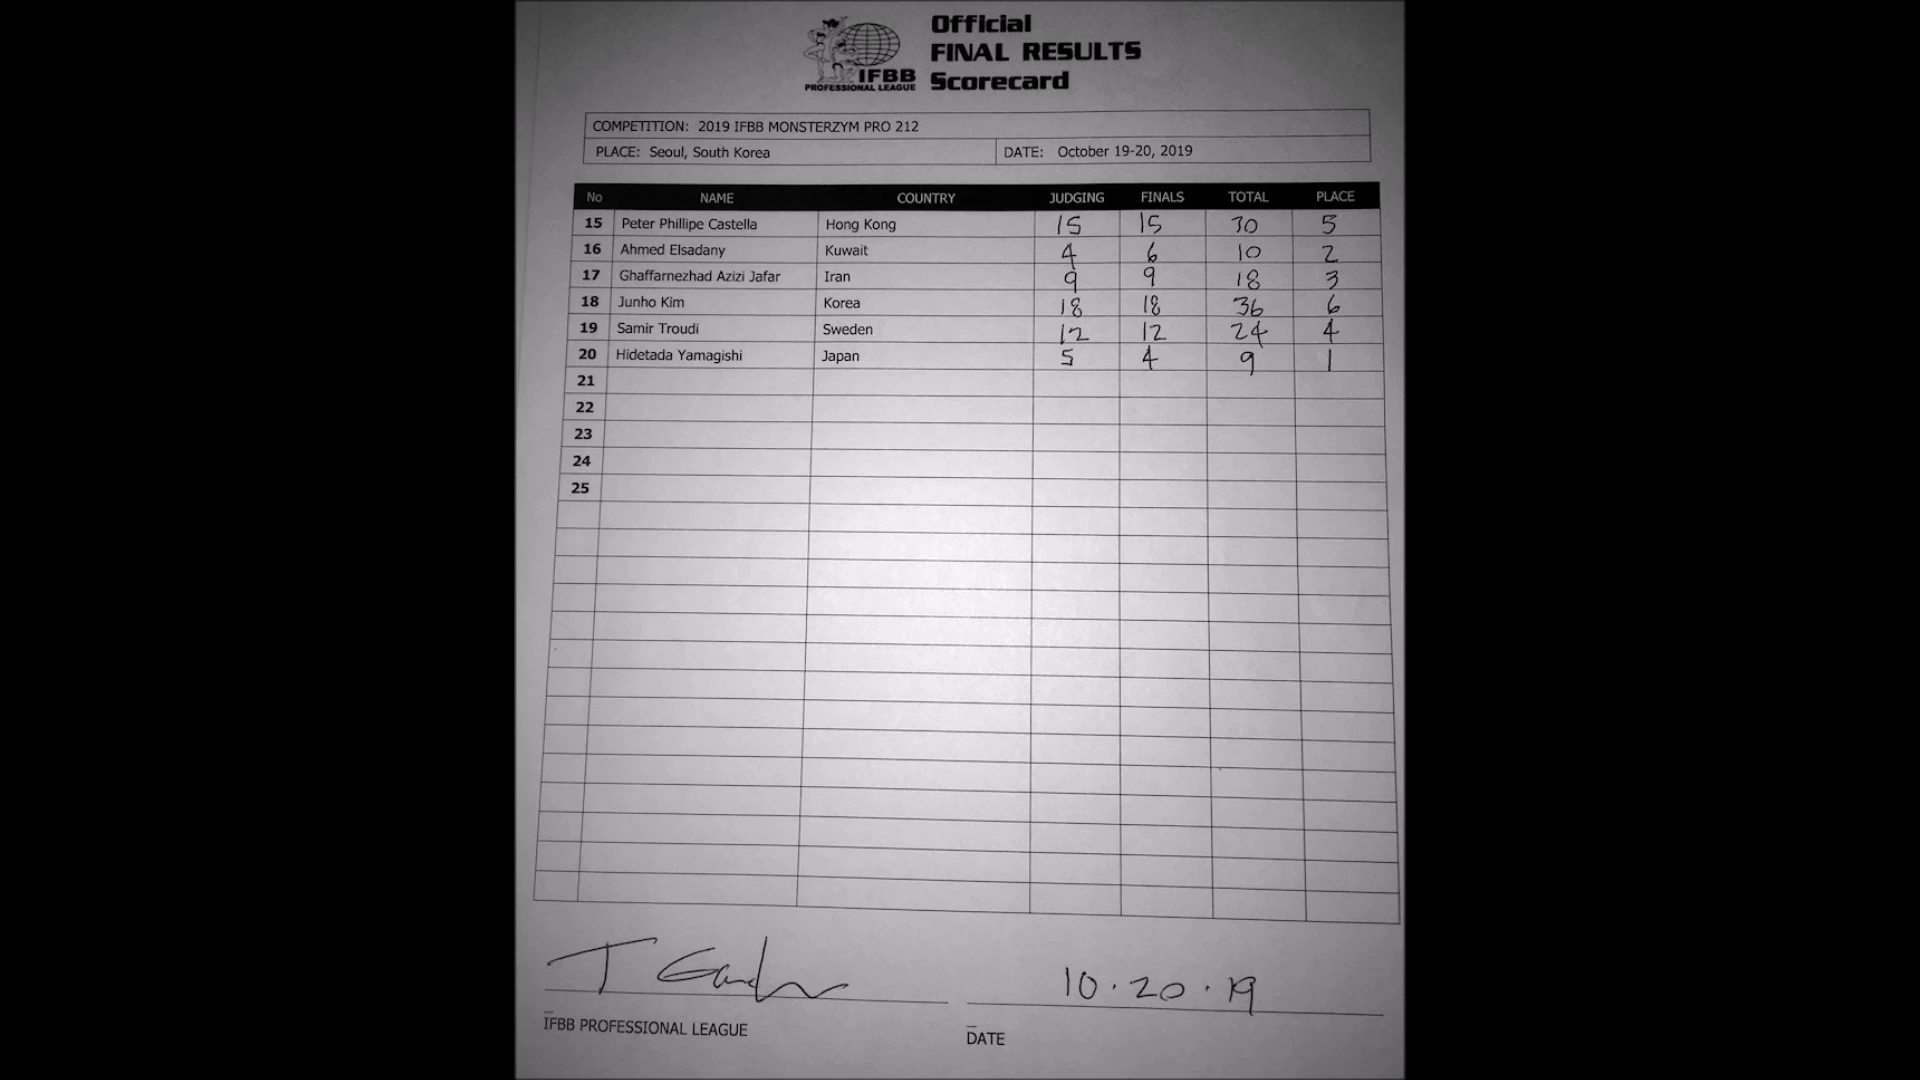 Official
FINAL RESULTS
Scorecard
IFBB
PROFESSIONAL LEAGUE
COMPETITION: 2019 IFBB MONSTERZYM PRO 212
PLACE: Seoul, South Korea DATE: October 19-20, 2019
No NAME COUNTRY JUDGING FINALS TOTAL PLACE
15 Peter Phillipe Castella Hong Kong 15 15 30 5
16 Ahmed Elsadany Kuwait 4 6 10 2
17 Ghaffarnezhad Azizi Jafar Iran 9 9 18 3
18 Junho Kim Korea 18 18 36 6
19 Samir Troudi Sweden 12 12 24 4
20 Hidetada Yamagishi Japan 5 4 9 1
21
22
23
24
25
10.20.19
IFBB PROFESSIONAL LEAGUE
DATE